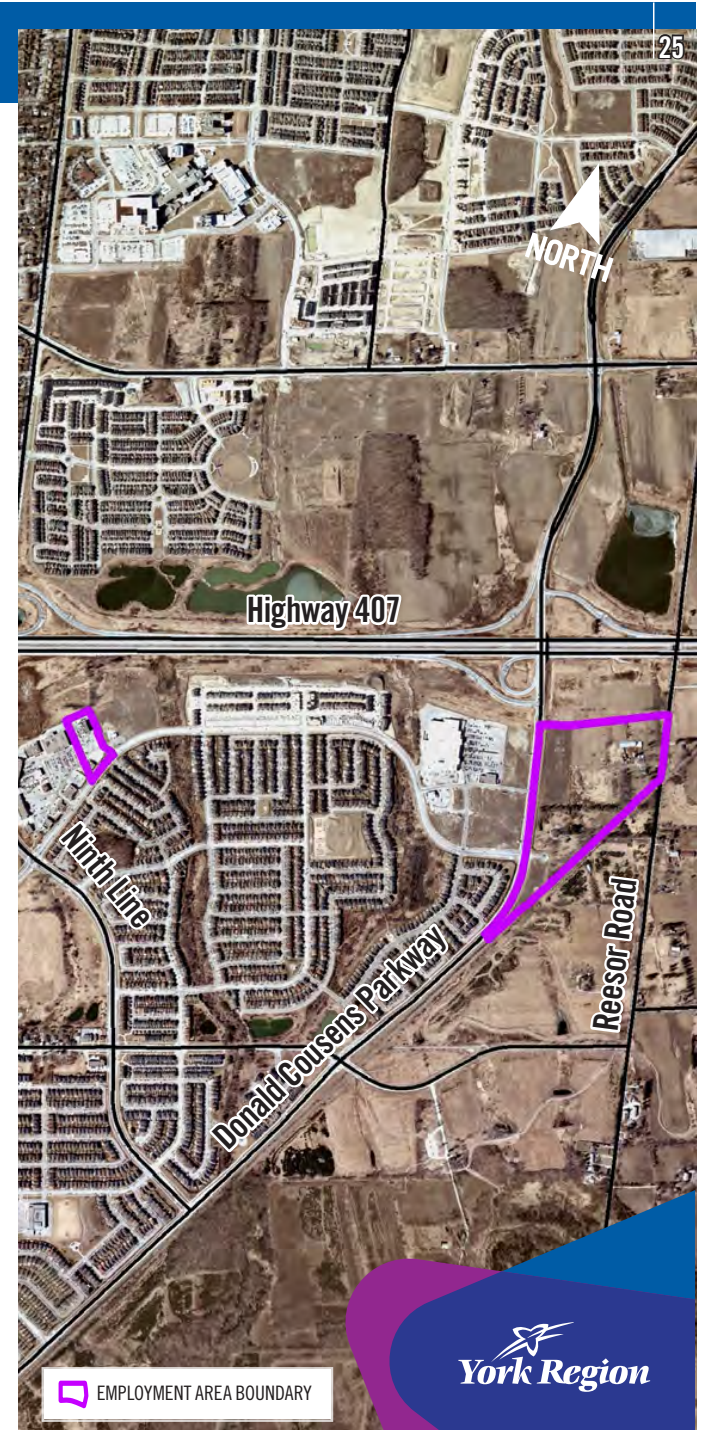 25
NORTH
Highway 407
Ninth Line
Donald Cousens Parkway
Reesor Road
EMPLOYMENT AREA BOUNDARY
York Region